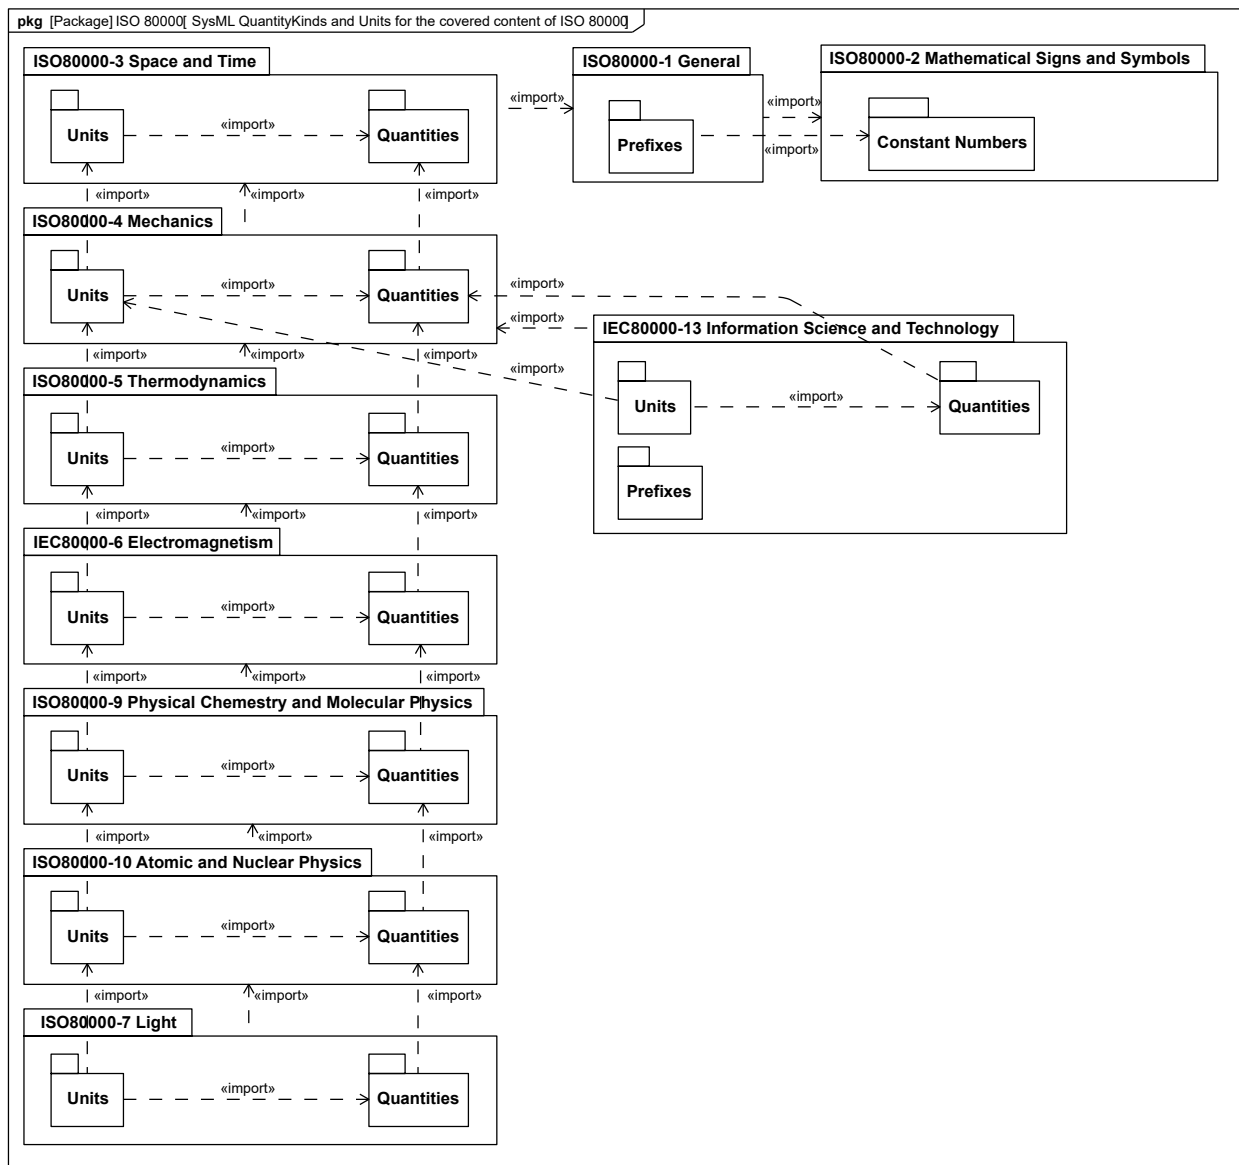 pkg [Package] ISO 80000[ SysML QuantityKinds and Units for the covered content of ISO 80000]
ISO80000-3 Space and Time
ISO80000-1 General
ISO80000-2 Mathematical Signs and Symbols
Units
«import»
Quantities
«import»
Prefixes
«import»
«import»
Constant Numbers
«import»
«import»
«import»
ISO80000-4 Mechanics
Units
«import»
Quantities
«import»
«import»
IEC80000-13 Information Science and Technology
«import»
«import»
«import»
«import»
Units
«import»
Quantities
Prefixes
ISO80000-5 Thermodynamics
Units
«import»
Quantities
«import»
«import»
«import»
IEC80000-6 Electromagnetism
Units
«import»
Quantities
«import»
«import»
«import»
ISO80000-9 Physical Chemestry and Molecular Physics
Units
«import»
Quantities
«import»
«import»
«import»
ISO80000-10 Atomic and Nuclear Physics
Units
«import»
Quantities
«import»
«import»
«import»
ISO80000-7 Light
Units
«import»
Quantities